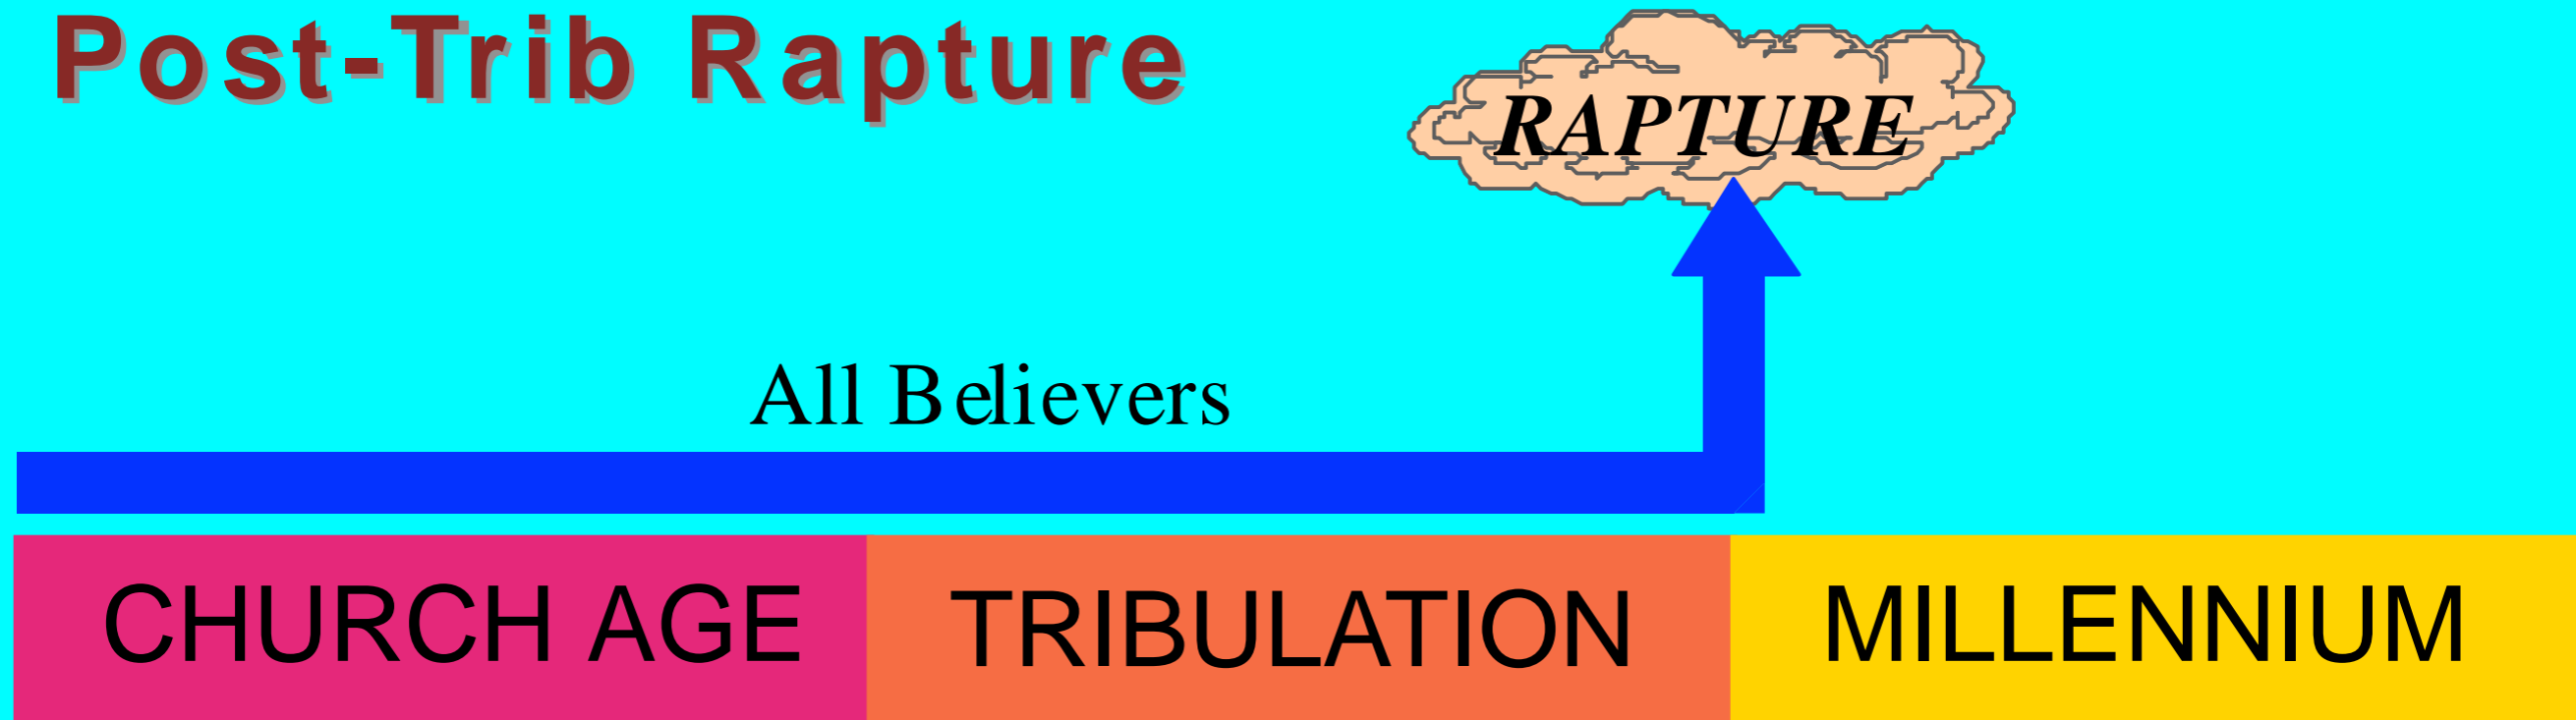 Post-Trib Rapture
RAPTURE
All Believers
CHURCH AGE
TRIBULATION
MILLENNIUM